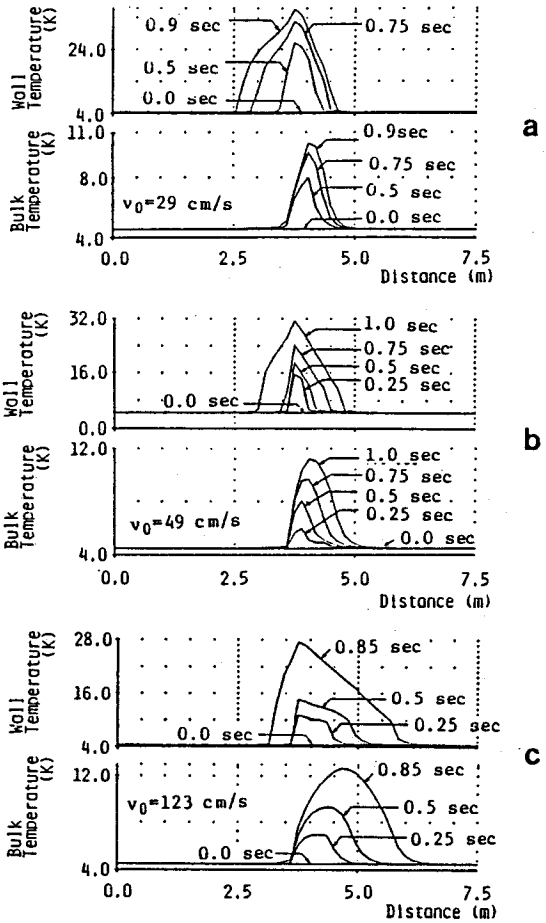 Wall
Temperature
(K)
24.0
4.0
0.9 sec
0.75 sec
0.5 sec
0.0 sec
a
Bulk
Temperature
(K)
11.0
8.0
4.0
0.9sec
0.75 sec
0.5 sec
0.0 sec
v0=29 cm/s
0.0
2.5
5.0
7.5
Distance (m)
Wall
Temperature
(K)
32.0
16.0
0.0
1.0 sec
0.75 sec
0.5 sec
0.25 sec
0.0 sec
b
Bulk
Temperature
(K)
12.0
4.0
1.0 sec
0.75 sec
0.5 sec
0.25 sec
0.0 sec
v0=49 cm/s
0.0
2.5
5.0
7.5
Distance (m)
Wall
Temperature
(K)
28.0
16.0
4.0
0.85 sec
0.5 sec
0.25 sec
0.0 sec
c
Bulk
Temperature
(K)
12.0
4.0
0.85 sec
0.5 sec
0.25 sec
0.0 sec
v0=123 cm/s
0.0
2.5
5.0
7.5
Distance (m)